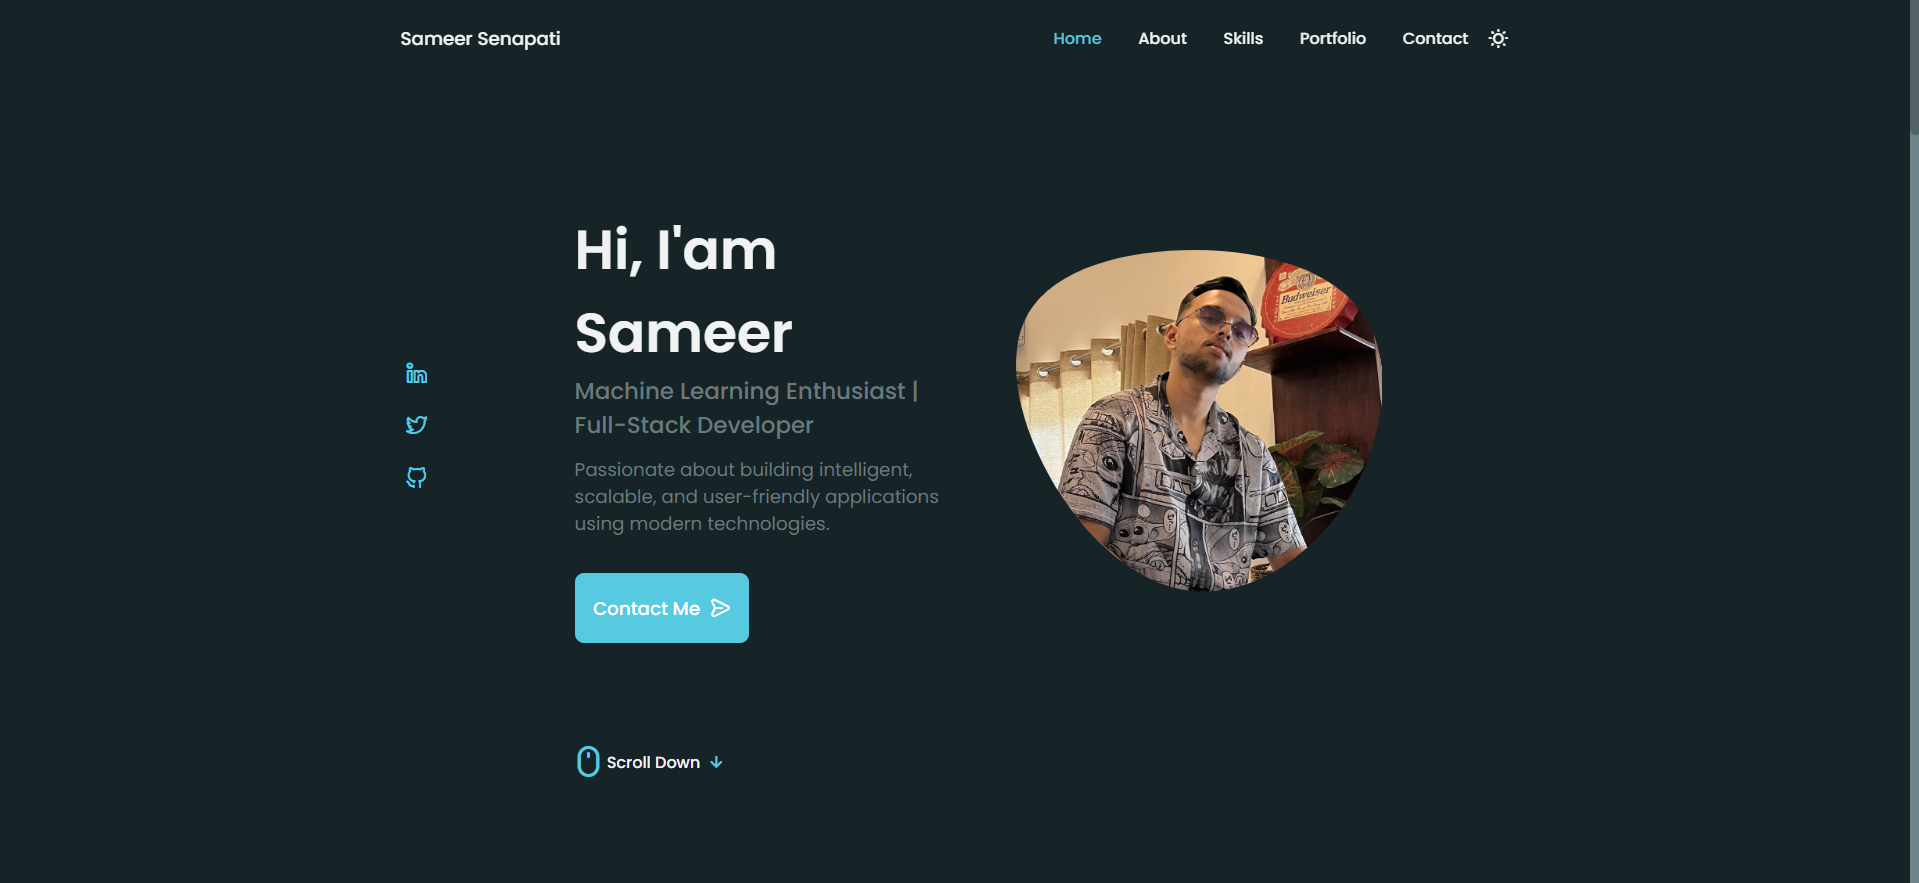 Sameer Senapati
Home About Skills Portfolio Contact
Hi, I'am
Sameer
Machine Learning Enthusiast |
Full-Stack Developer
Passionate about building intelligent,
scalable, and user-friendly applications
using modern technologies.
Contact Me
Scroll Down
Budweiser